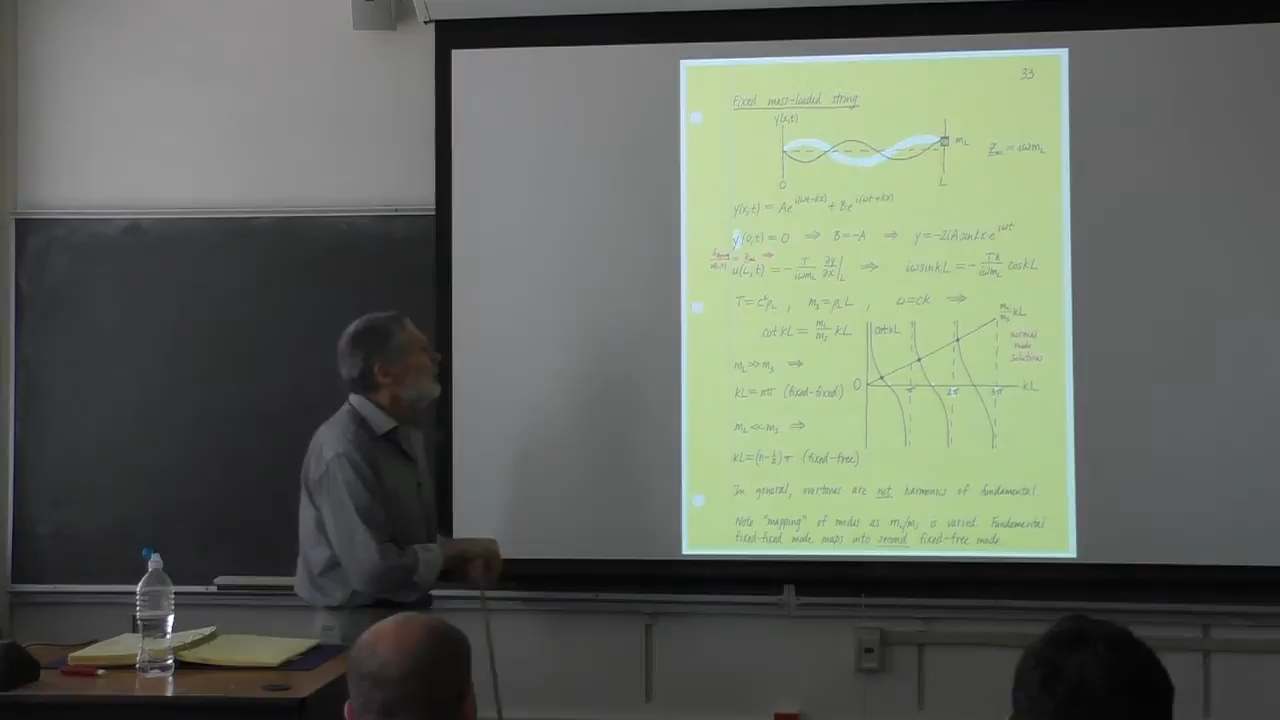 33
Fixed mass-loaded string
y(x,t)
m_L
Z_mL = iωm_L
0 L
y(x,t) = Ae^{i(ωt-kx)} + Be^{i(ωt+kx)}
y(0,t) = 0 ⇒ B = -A ⇒ y = -2iA sin kx e^{iωt}
u(L,t) = - T/(iωm_L) ∂y/∂x|_L ⇒ iω sin kL = - Tk/(iωm_L) cos kL
T = c²ρ_L , m_s = ρ_L L , ω = ck ⇒
cot kL = m_L/m_s kL
cot kL
m_L/m_s kL
normal
mode
solutions
m_L ≫ m_s ⇒
kL = nπ (fixed-fixed)
0 π 2π 3π kL
m_L ≪ m_s ⇒
kL = (n-½)π (fixed-free)
In general, overtones are not harmonics of fundamental.
Note "mapping" of modes as m_L/m_s is varied. Fundamental
fixed-fixed mode maps into second fixed-free mode.